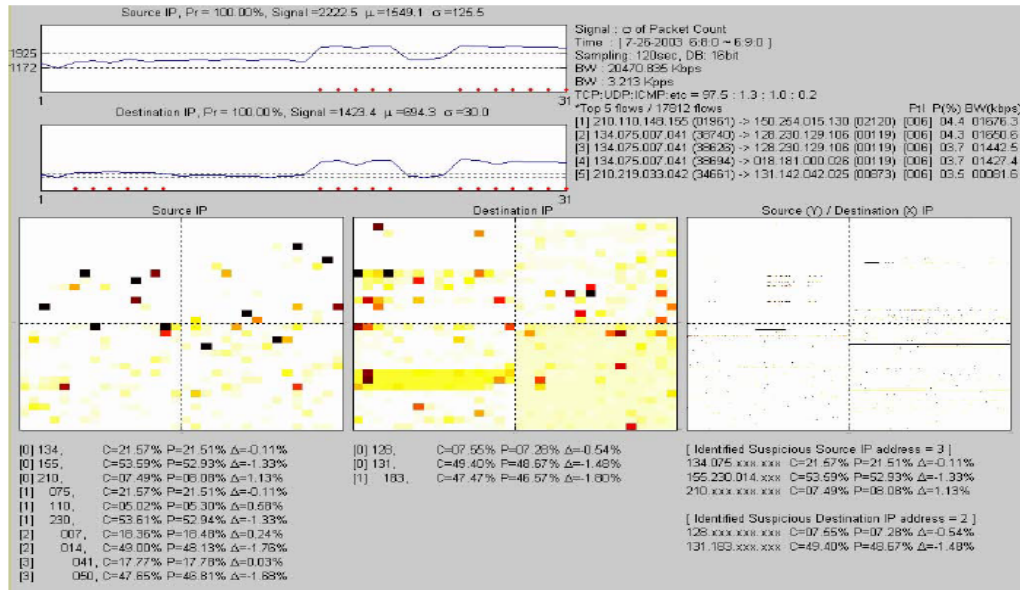 Source IP, Pr = 100.00%, Signal =2222.5 μ=1549.1 σ=125.5
1925
1172
1
31
Destination IP, Pr = 100.00%, Signal =1423.4 μ=694.3 σ=30.0
1
31
Signal : σ of Packet Count
Time : [ 7-26-2003 6:8:0 ~ 6:9:0 ]
Sampling: 120sec, DB: 16bit
BW : 20470.835 Kbps
BW : 3.213 Kpps
TCP:UDP:ICMP:etc = 97.5 : 1.3 : 1.0 : 0.2
*Top 5 flows / 17812 flows Ptl P(%) BW(kbps)
[1] 210.110.148.155 (01961) -> 150.254.015.130 (02120) [006] 04.4 01676.3
[2] 134.075.007.041 (38740) -> 128.230.129.106 (00119) [006] 04.3 01650.6
[3] 134.075.007.041 (38626) -> 128.230.129.106 (00119) [006] 03.7 01442.5
[4] 134.075.007.041 (38694) -> 018.181.000.026 (00119) [006] 03.7 01427.4
[5] 210.219.033.042 (34661) -> 131.142.042.025 (00873) [006] 03.5 00081.6
Source IP
Destination IP
Source (Y) / Destination (X) IP
[0] 134, C=21.57% P=21.51% Δ=-0.11%
[0] 155, C=53.59% P=52.93% Δ=-1.33%
[0] 210, C=07.49% P=08.08% Δ=1.13%
[1] 075, C=21.57% P=21.51% Δ=-0.11%
[1] 110, C=05.02% P=05.30% Δ=0.58%
[1] 230, C=53.61% P=52.94% Δ=-1.33%
[2] 007, C=18.36% P=18.48% Δ=0.24%
[2] 014, C=49.00% P=48.13% Δ=-1.76%
[3] 041, C=17.77% P=17.78% Δ=0.03%
[3] 050, C=47.65% P=46.81% Δ=-1.68%
[0] 128, C=07.55% P=07.28% Δ=-0.54%
[0] 131, C=49.40% P=48.67% Δ=-1.48%
[1] 183, C=47.47% P=46.57% Δ=-1.80%
[ Identified Suspicious Source IP address = 3 ]
134.075.xxx.xxx C=21.57% P=21.51% Δ=-0.11%
155.230.014.xxx C=53.59% P=52.93% Δ=-1.33%
210.xxx.xxx.xxx C=07.49% P=08.08% Δ=1.13%
[ Identified Suspicious Destination IP address = 2 ]
128.xxx.xxx.xxx C=07.55% P=07.28% Δ=-0.54%
131.183.xxx.xxx C=49.40% P=48.67% Δ=-1.48%